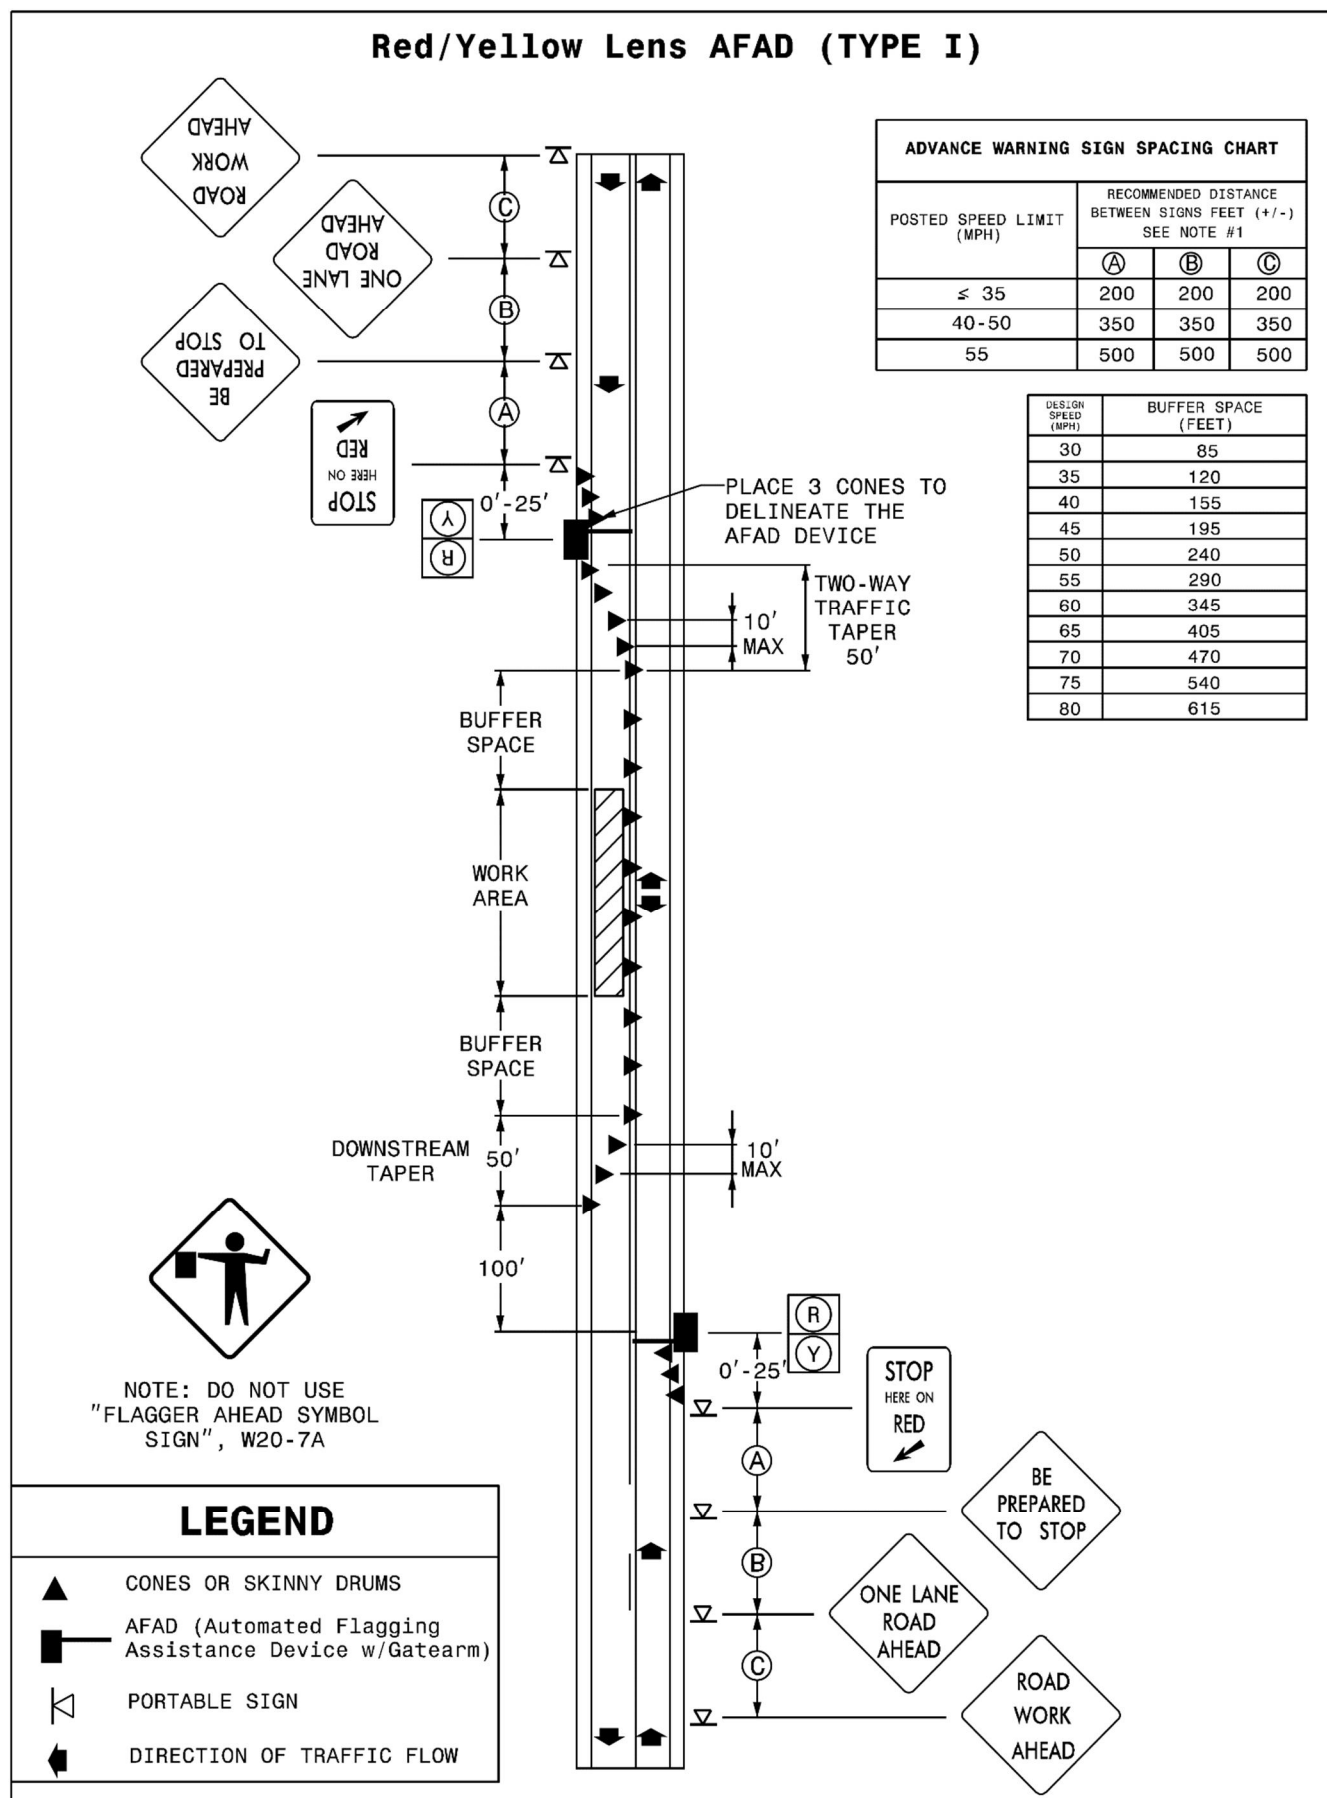 Red/Yellow Lens AFAD (TYPE I)
ROAD
WORK
AHEAD
ONE LANE
ROAD
AHEAD
BE
PREPARED
TO STOP
STOP
HERE ON
RED
C
B
A
0'-25'
Y
R
ADVANCE WARNING SIGN SPACING CHART
POSTED SPEED LIMIT
(MPH)
RECOMMENDED DISTANCE
BETWEEN SIGNS FEET (+/-)
SEE NOTE #1
A B C
≤ 35 200 200 200
40-50 350 350 350
55 500 500 500
DESIGN
SPEED
(MPH)
BUFFER SPACE
(FEET)
30 85
35 120
40 155
45 195
50 240
55 290
60 345
65 405
70 470
75 540
80 615
PLACE 3 CONES TO
DELINEATE THE
AFAD DEVICE
TWO-WAY
TRAFFIC
TAPER
50'
10'
MAX
BUFFER
SPACE
WORK
AREA
BUFFER
SPACE
DOWNSTREAM
TAPER
50'
10'
MAX
100'
R
Y
0'-25'
STOP
HERE ON
RED
A
B
C
BE
PREPARED
TO STOP
ONE LANE
ROAD
AHEAD
ROAD
WORK
AHEAD
NOTE: DO NOT USE
"FLAGGER AHEAD SYMBOL
SIGN", W20-7A
LEGEND
CONES OR SKINNY DRUMS
AFAD (Automated Flagging
Assistance Device w/Gatearm)
PORTABLE SIGN
DIRECTION OF TRAFFIC FLOW